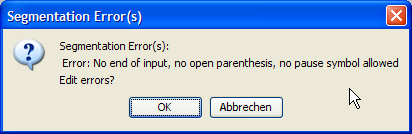 Segmentation Error(s)
Segmentation Error(s):
Error: No end of input, no open parenthesis, no pause symbol allowed
Edit errors?
OK Abbrechen